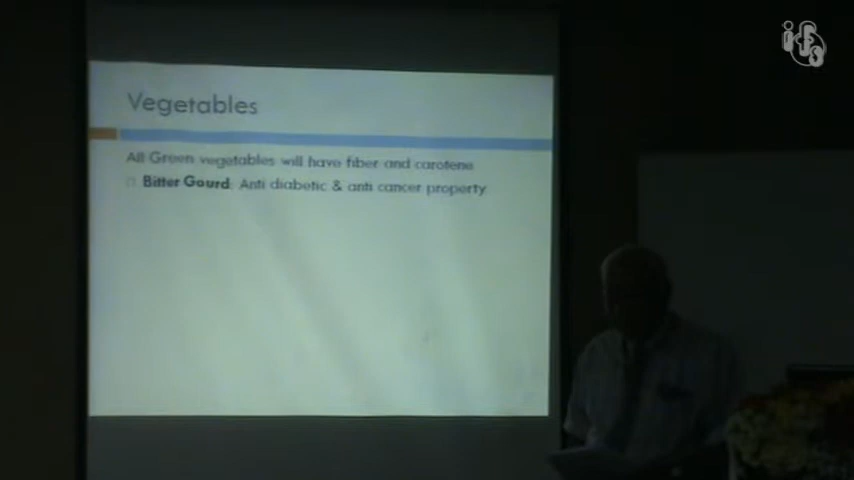 Vegetables
All Green vegetables will have fiber and carotene
Bitter Gourd: Anti diabetic & anti cancer property